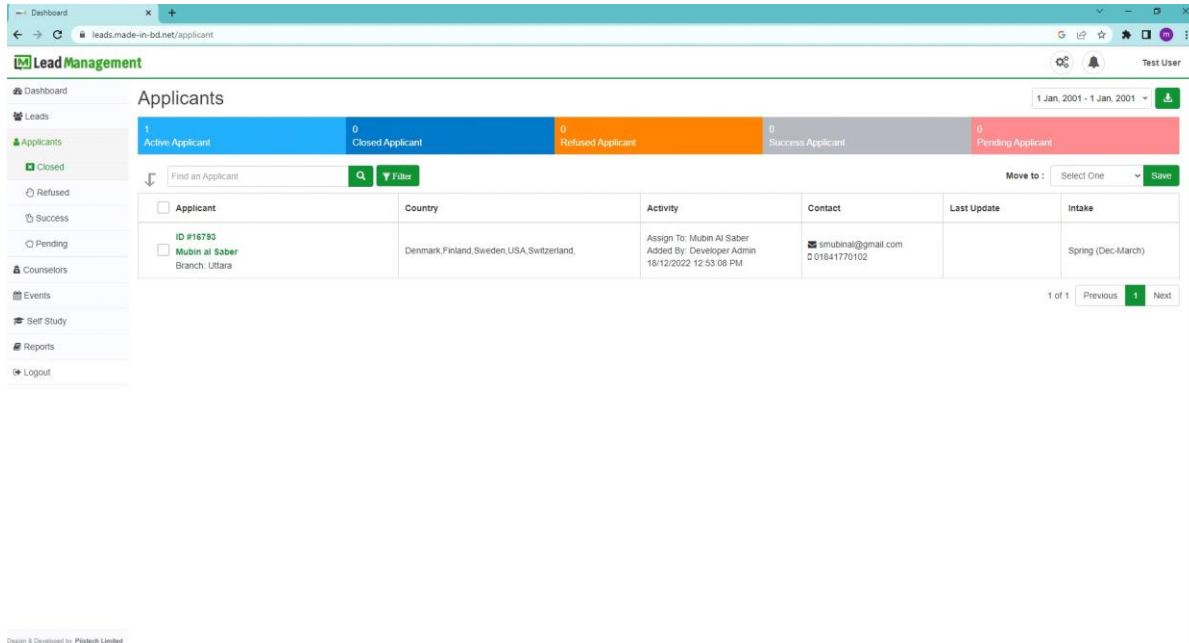 Dashboard
leads.made-in-bd.net/applicant
Lead Management
Test User
Dashboard
Leads
Applicants
Closed
Refused
Success
Pending
Counselors
Events
Self Study
Reports
Logout
Applicants
1 Jan, 2001 - 1 Jan, 2001
1
Active Applicant
0
Closed Applicant
0
Refused Applicant
0
Success Applicant
0
Pending Applicant
Find an Applicant
Filter
Move to :
Select One
Save
Applicant Country Activity Contact Last Update Intake
ID #16793
Mubin al Saber
Branch: Uttara
Denmark,Finland,Sweden,USA,Switzerland,
Assign To: Mubin Al Saber
Added By: Developer Admin
18/12/2022 12:53:08 PM
smubinal@gmail.com
01841770102
Spring (Dec-March)
1 of 1 Previous 1 Next
Design & Developed by